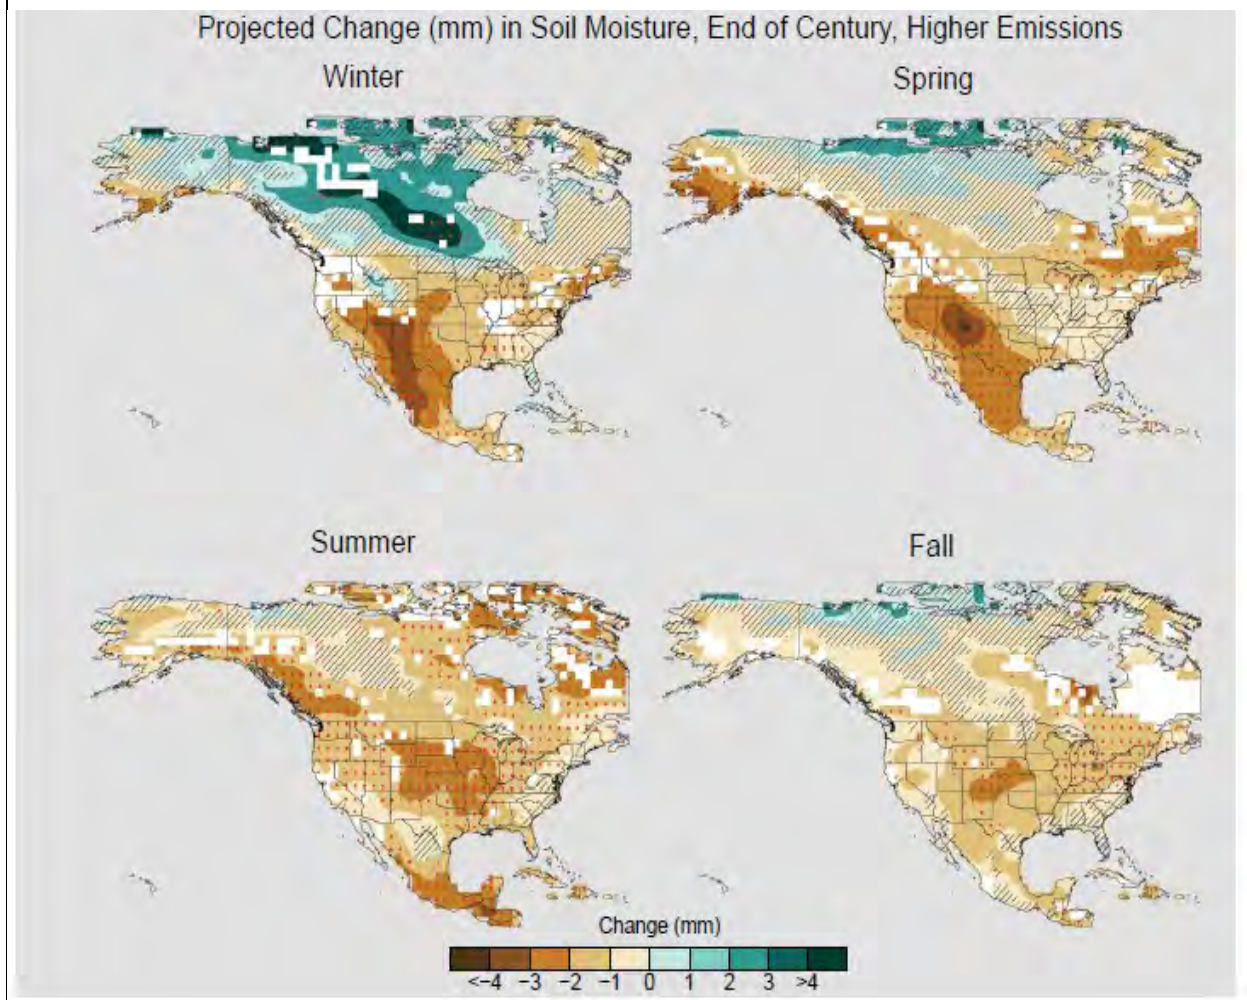 Projected Change (mm) in Soil Moisture, End of Century, Higher Emissions
Winter
Spring
Summer
Fall
Change (mm)
<−4 −3 −2 −1 0 1 2 3 >4